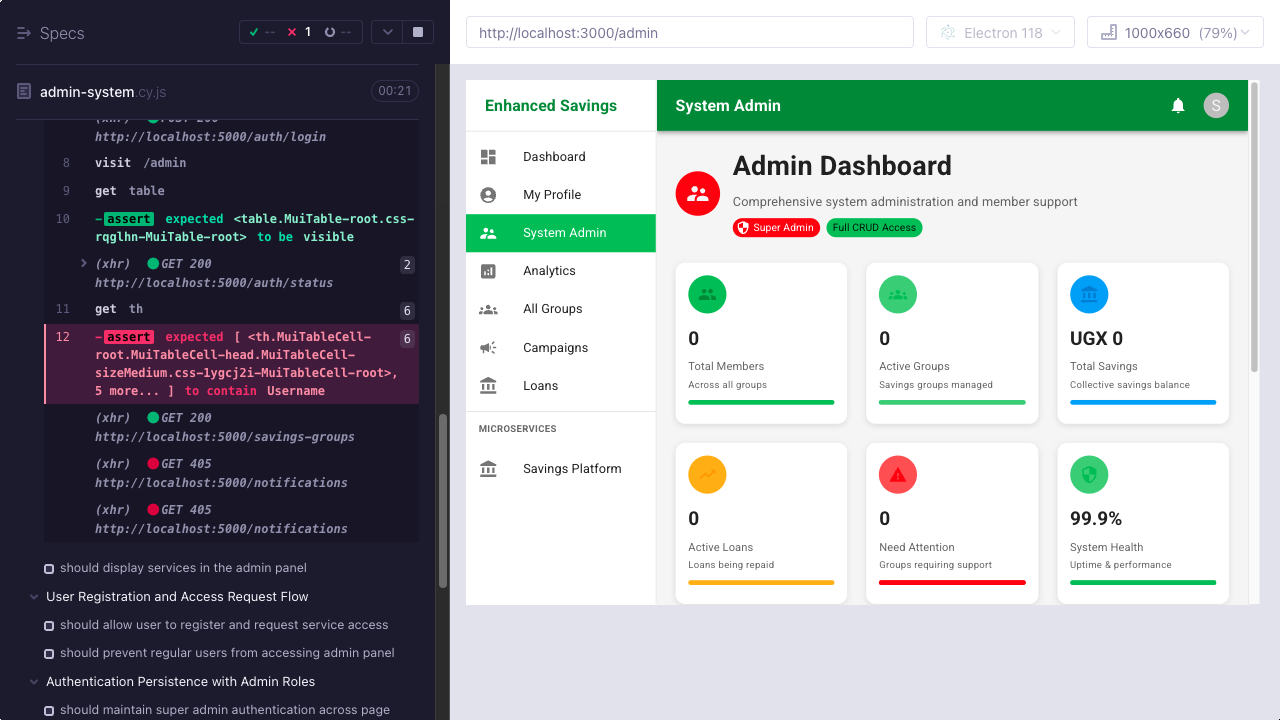 Specs
-- 1 --
admin-system.cy.js
00:21
(xhr) POST 200
http://localhost:5000/auth/login
8 visit /admin
9 get table
10 -assert expected <table.MuiTable-root.css-
rqglhn-MuiTable-root> to be visible
(xhr) GET 200 2
http://localhost:5000/auth/status
11 get th 6
12 -assert expected [ <th.MuiTableCell- 6
root.MuiTableCell-head.MuiTableCell-
sizeMedium.css-1ygcj2i-MuiTableCell-root>,
5 more... ] to contain Username
(xhr) GET 200
http://localhost:5000/savings-groups
(xhr) GET 405
http://localhost:5000/notifications
(xhr) GET 405
http://localhost:5000/notifications
should display services in the admin panel
User Registration and Access Request Flow
should allow user to register and request service access
should prevent regular users from accessing admin panel
Authentication Persistence with Admin Roles
should maintain super admin authentication across page
http://localhost:3000/admin
Electron 118
1000x660 (79%)
Enhanced Savings
System Admin
S
Dashboard
My Profile
System Admin
Analytics
All Groups
Campaigns
Loans
MICROSERVICES
Savings Platform
Admin Dashboard
Comprehensive system administration and member support
Super Admin
Full CRUD Access
0
Total Members
Across all groups
0
Active Groups
Savings groups managed
UGX 0
Total Savings
Collective savings balance
0
Active Loans
Loans being repaid
0
Need Attention
Groups requiring support
99.9%
System Health
Uptime & performance